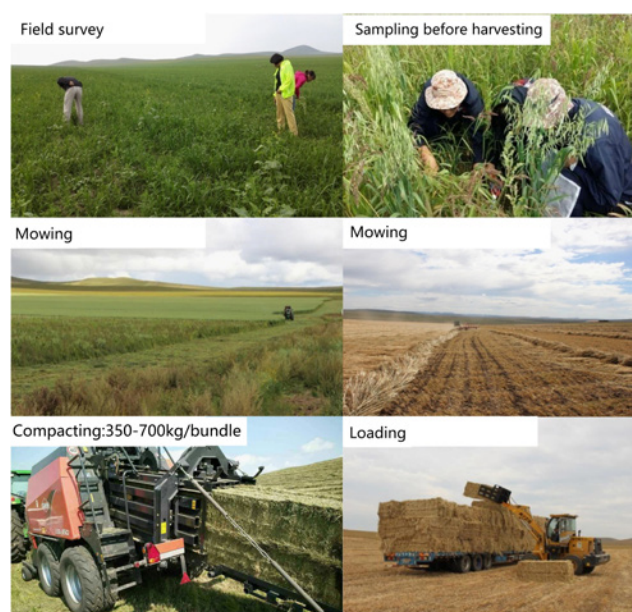 Field survey
Sampling before harvesting
Mowing
Mowing
Compacting:350-700kg/bundle
Loading